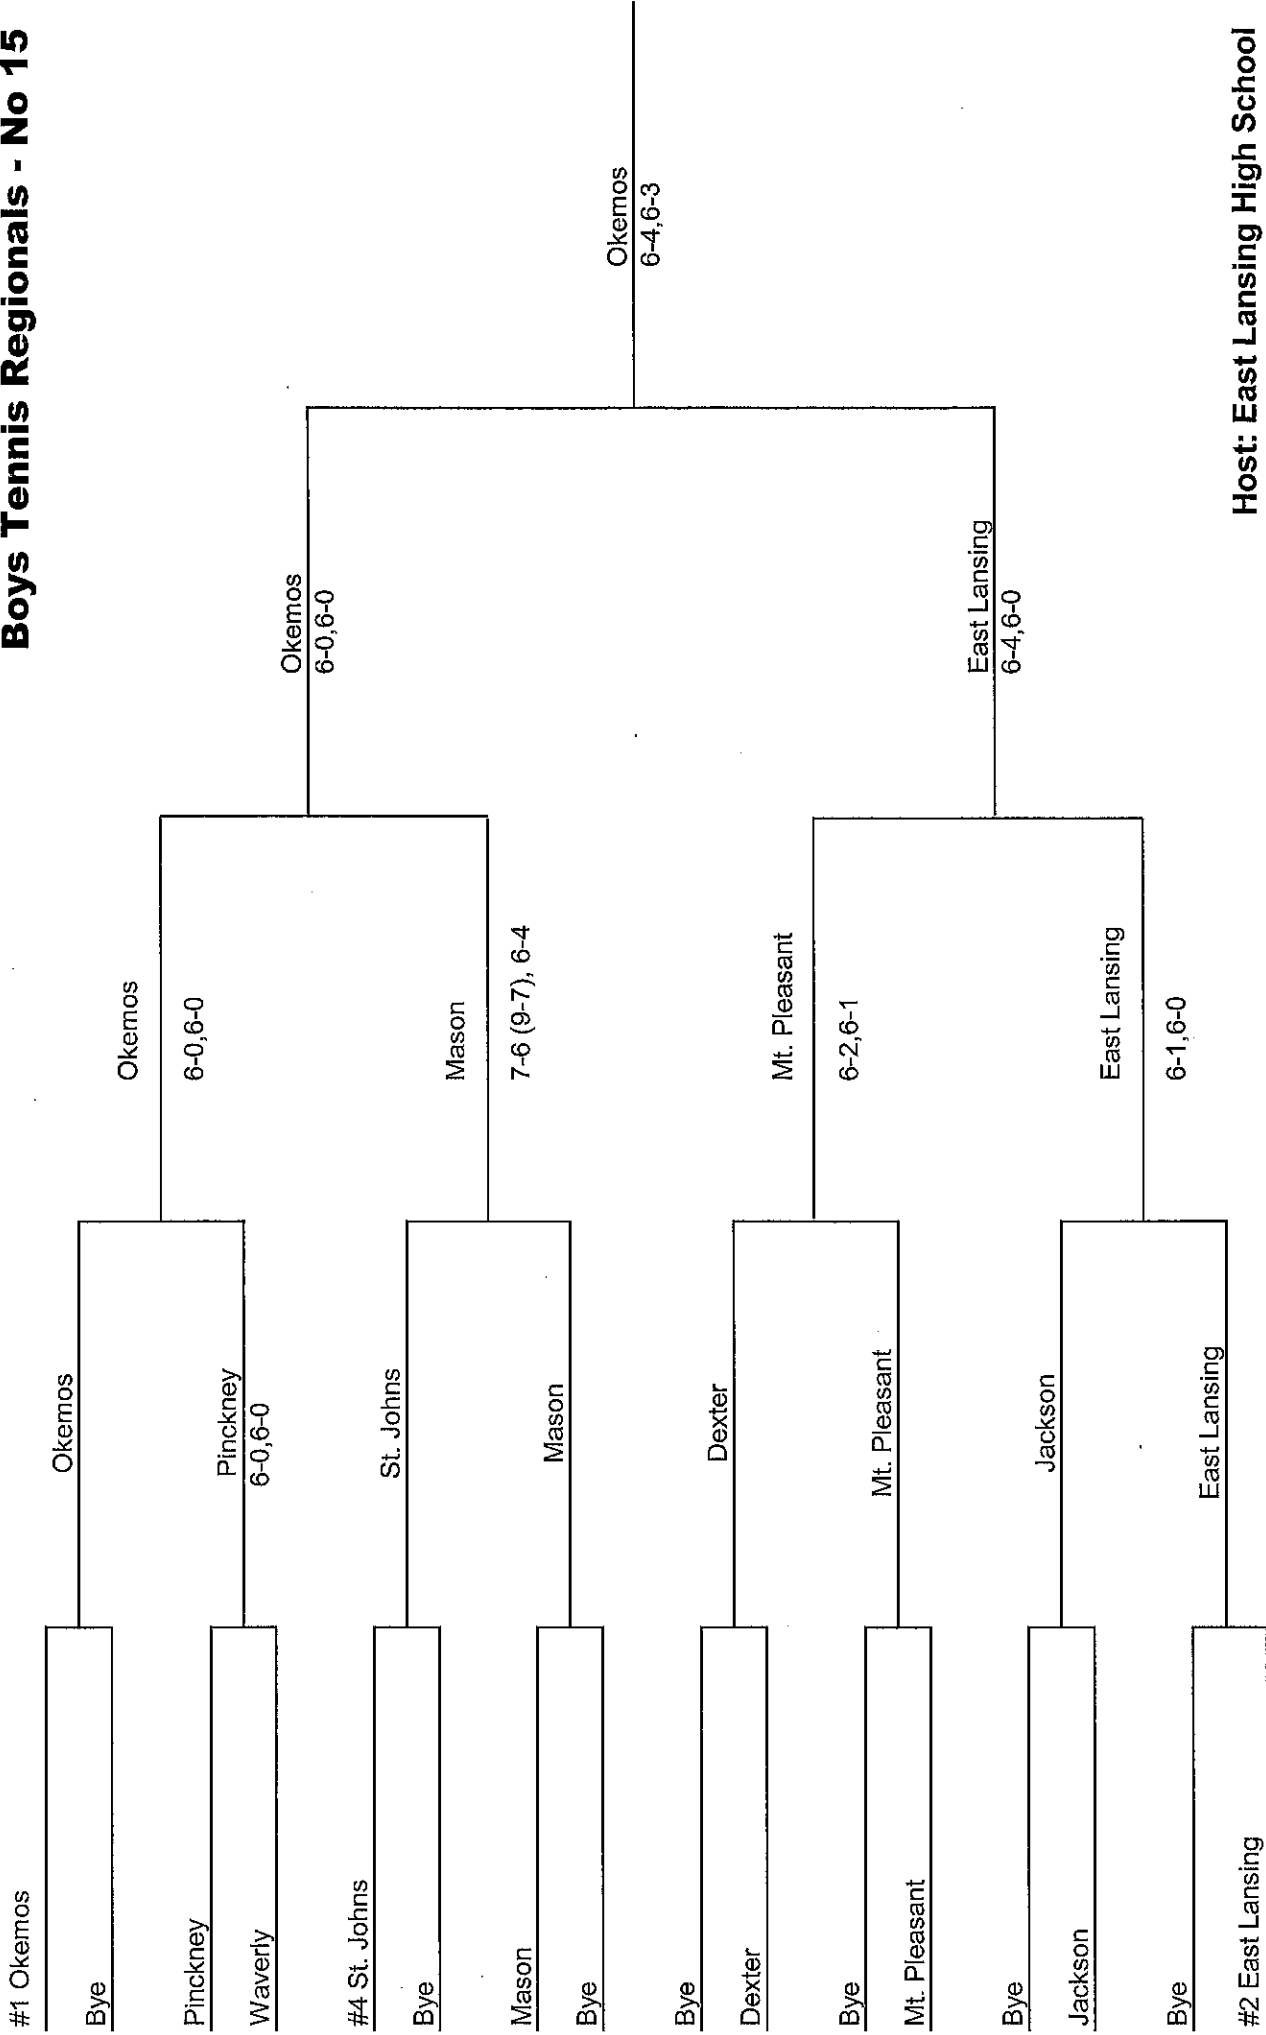 Boys Tennis Regionals - No 15
#1 Okemos
Bye
Pinckney
Waverly
#4 St. Johns
Bye
Mason
Bye
Bye
Dexter
Bye
Mt. Pleasant
Bye
Jackson
Bye
#2 East Lansing
Okemos
Pinckney
6-0,6-0
St. Johns
Mason
Dexter
Mt. Pleasant
Jackson
East Lansing
Okemos
6-0,6-0
Mason
7-6 (9-7), 6-4
Mt. Pleasant
6-2,6-1
East Lansing
6-1,6-0
Okemos
6-0,6-0
East Lansing
6-4,6-0
Okemos
6-4,6-3
Host: East Lansing High School